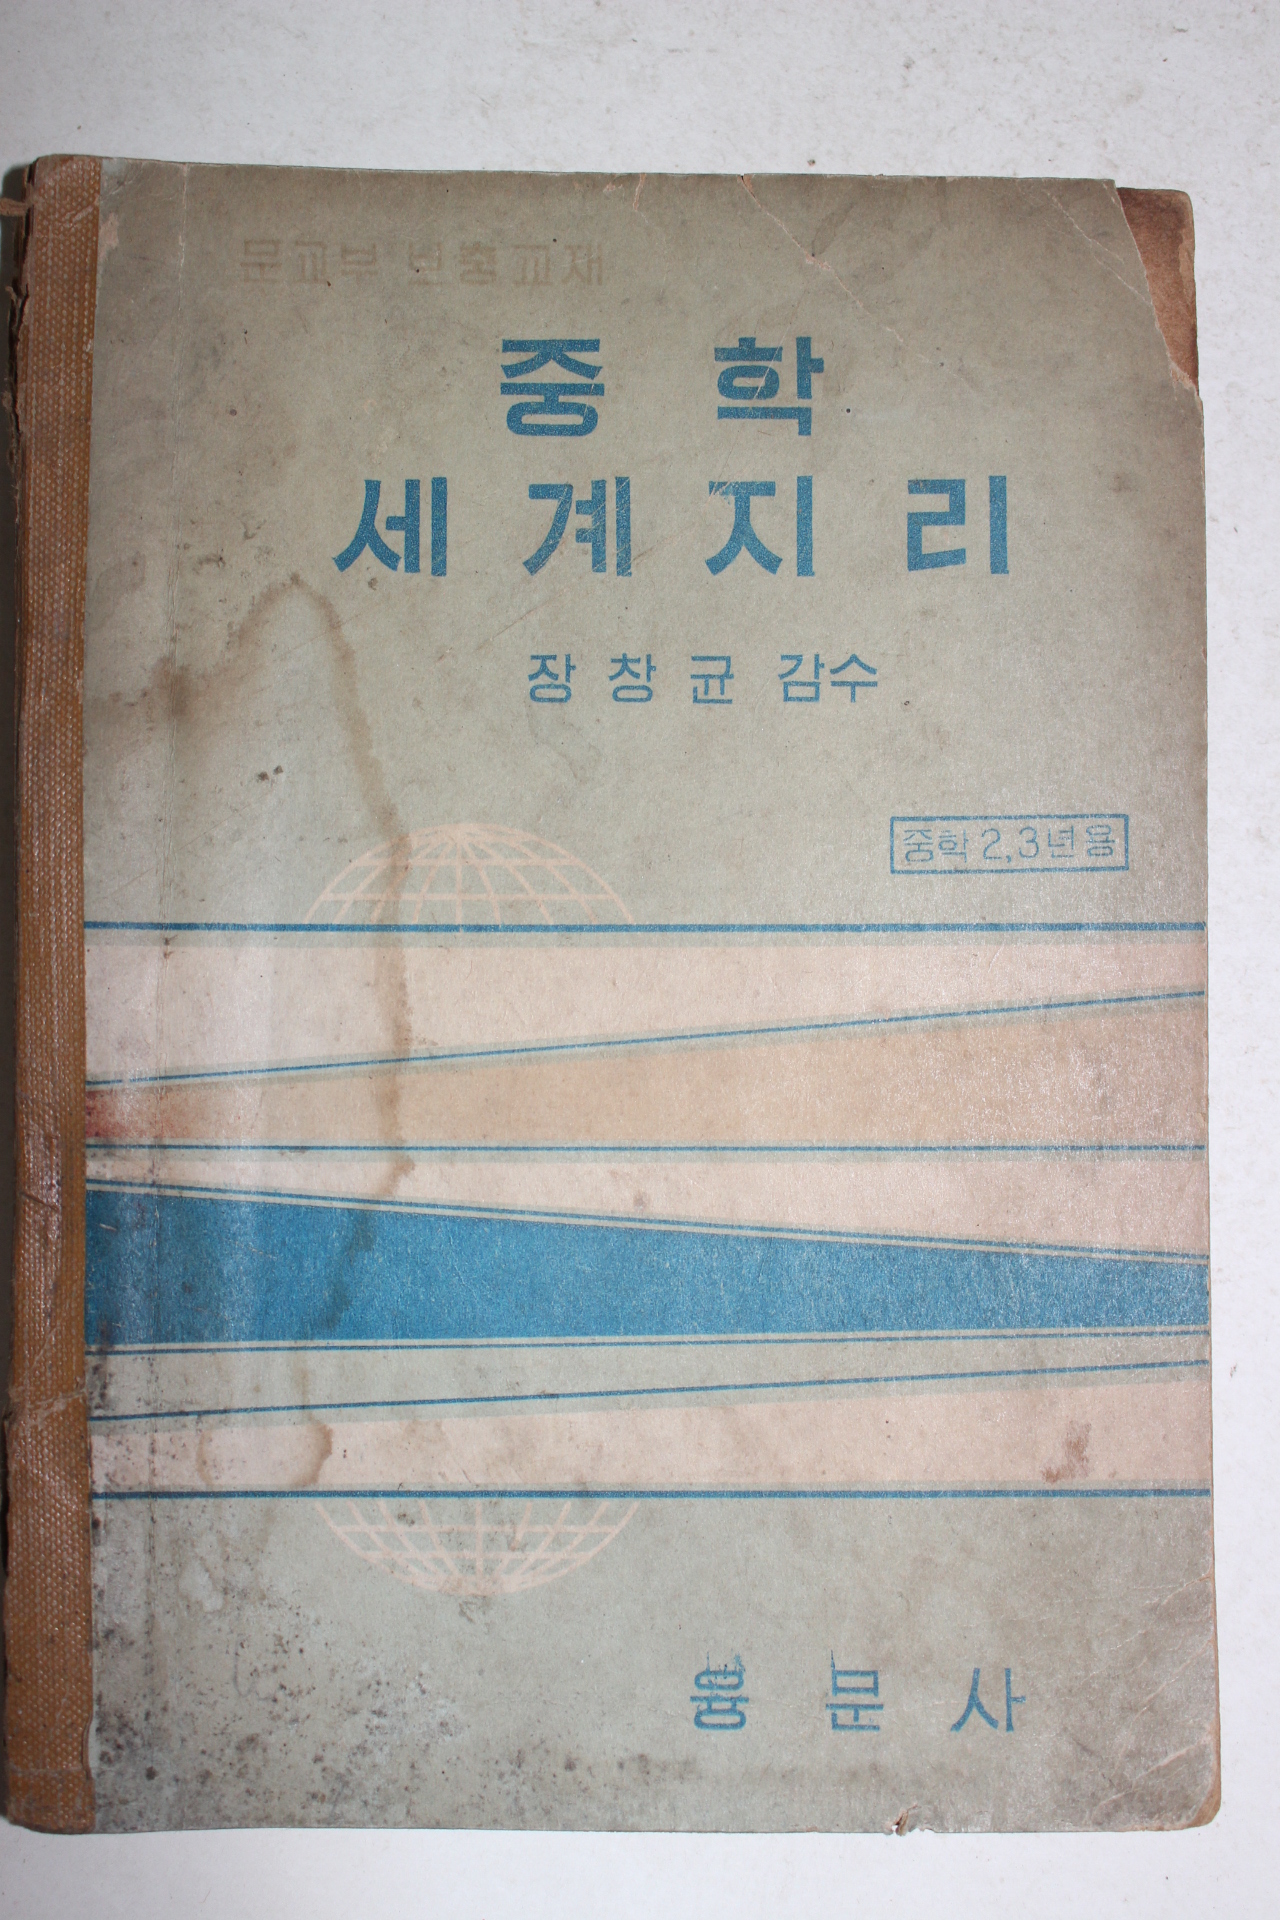 문교부 보충교재
중학
세계지리
장창균 감수
중학 2,3년용
문사